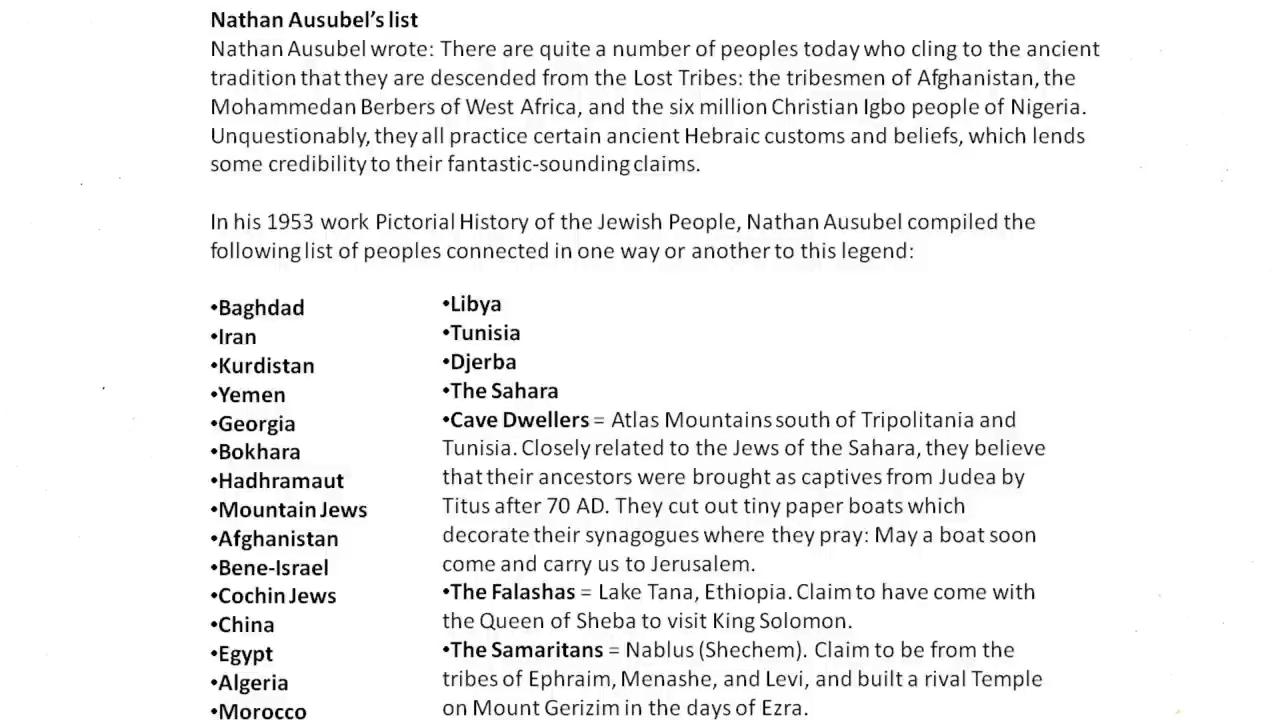 Nathan Ausubel's list
Nathan Ausubel wrote: There are quite a number of peoples today who cling to the ancient
tradition that they are descended from the Lost Tribes: the tribesmen of Afghanistan, the
Mohammedan Berbers of West Africa, and the six million Christian Igbo people of Nigeria.
Unquestionably, they all practice certain ancient Hebraic customs and beliefs, which lends
some credibility to their fantastic-sounding claims.
In his 1953 work Pictorial History of the Jewish People, Nathan Ausubel compiled the
following list of peoples connected in one way or another to this legend:
•Baghdad
•Iran
•Kurdistan
•Yemen
•Georgia
•Bokhara
•Hadhramaut
•Mountain Jews
•Afghanistan
•Bene-Israel
•Cochin Jews
•China
•Egypt
•Algeria
•Morocco
•Libya
•Tunisia
•Djerba
•The Sahara
•Cave Dwellers = Atlas Mountains south of Tripolitania and
Tunisia. Closely related to the Jews of the Sahara, they believe
that their ancestors were brought as captives from Judea by
Titus after 70 AD. They cut out tiny paper boats which
decorate their synagogues where they pray: May a boat soon
come and carry us to Jerusalem.
•The Falashas = Lake Tana, Ethiopia. Claim to have come with
the Queen of Sheba to visit King Solomon.
•The Samaritans = Nablus (Shechem). Claim to be from the
tribes of Ephraim, Menashe, and Levi, and built a rival Temple
on Mount Gerizim in the days of Ezra.